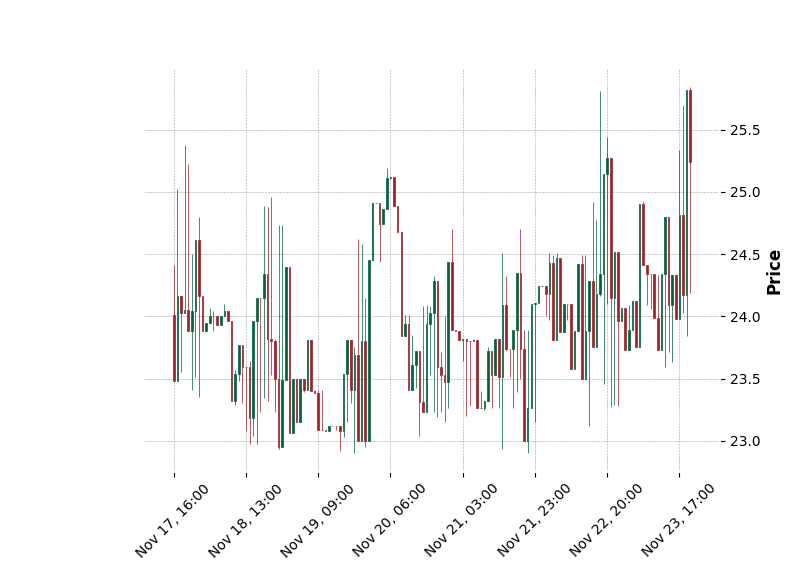 25.5
25.0
24.5
24.0
23.5
23.0
Price
Nov 17, 16:00
Nov 18, 13:00
Nov 19, 09:00
Nov 20, 06:00
Nov 21, 03:00
Nov 21, 23:00
Nov 22, 20:00
Nov 23, 17:00